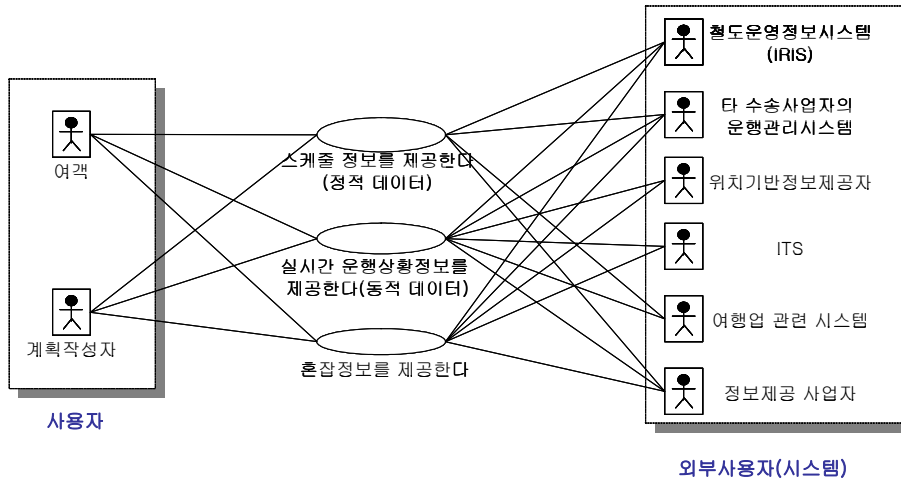 여객
계획작성자
사용자
스케줄 정보를 제공한다
(정적 데이터)
실시간 운행상황정보를
제공한다(동적 데이터)
혼잡정보를 제공한다
철도운영정보시스템
(IRIS)
타 수송사업자의
운행관리시스템
위치기반정보제공자
ITS
여행업 관련 시스템
정보제공 사업자
외부사용자(시스템)